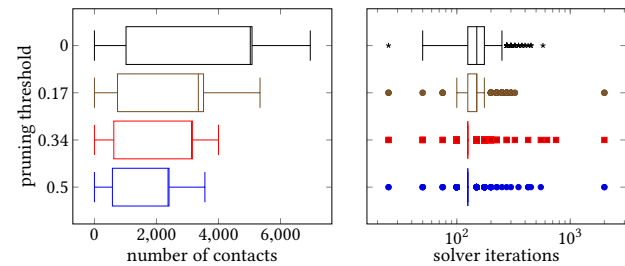 pruning threshold
0
0.17
0.34
0.5
0 2,000 4,000 6,000
number of contacts
10² 10³
solver iterations